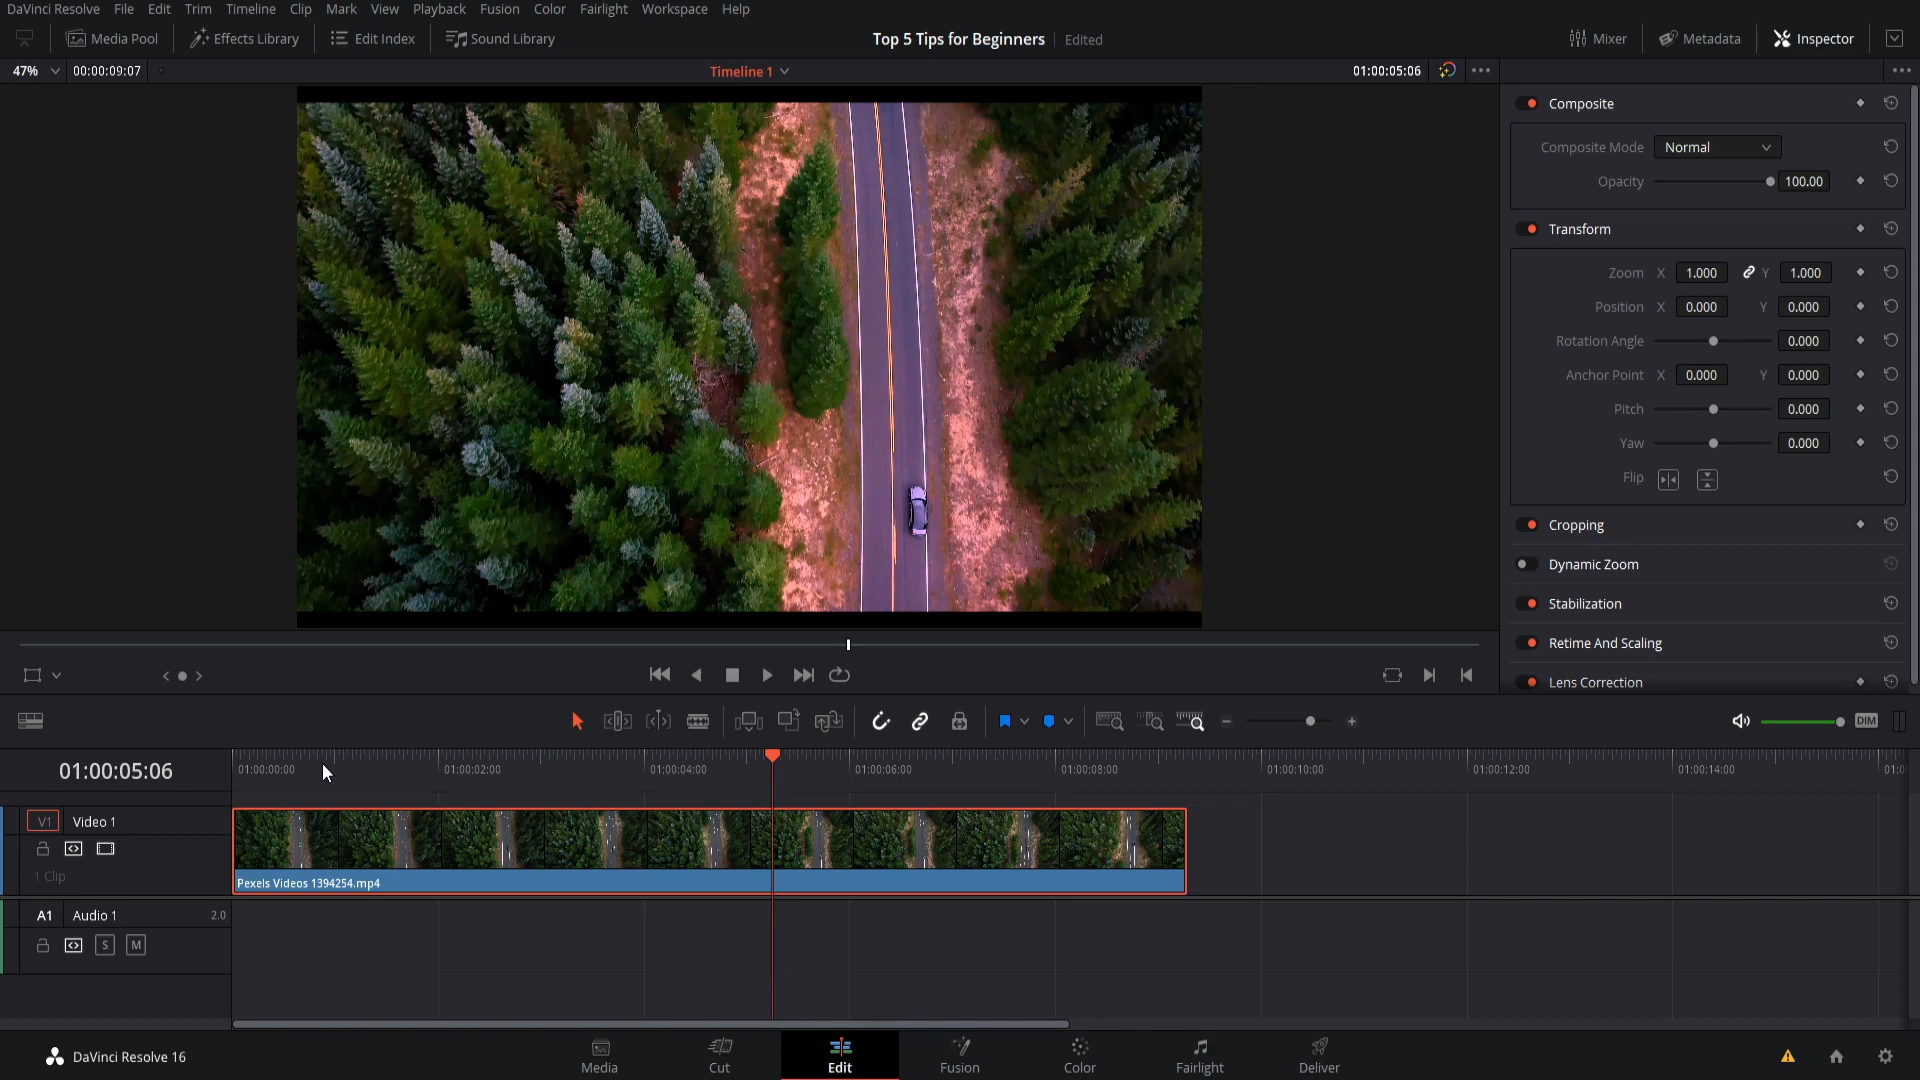 DaVinci Resolve File Edit Trim Timeline Clip Mark View Playback Fusion Color Fairlight Workspace Help
Media Pool Effects Library Edit Index Sound Library Top 5 Tips for Beginners Edited Mixer Metadata Inspector
47% 00:00:09:07 Timeline 1 01:00:05:06
Composite
Composite Mode Normal
Opacity 100.00
Transform
Zoom X 1.000 Y 1.000
Position X 0.000 Y 0.000
Rotation Angle 0.000
Anchor Point X 0.000 Y 0.000
Pitch 0.000
Yaw 0.000
Flip
Cropping
Dynamic Zoom
Stabilization
Retime And Scaling
Lens Correction
DIM
01:00:05:06 01:00:00:00 01:00:02:00 01:00:04:00 01:00:06:00 01:00:08:00 01:00:10:00 01:00:12:00 01:00:14:00 01:0
V1 Video 1
1 Clip
Pexels Videos 1394254.mp4
A1 Audio 1 2.0
S M
DaVinci Resolve 16 Media Cut Edit Fusion Color Fairlight Deliver